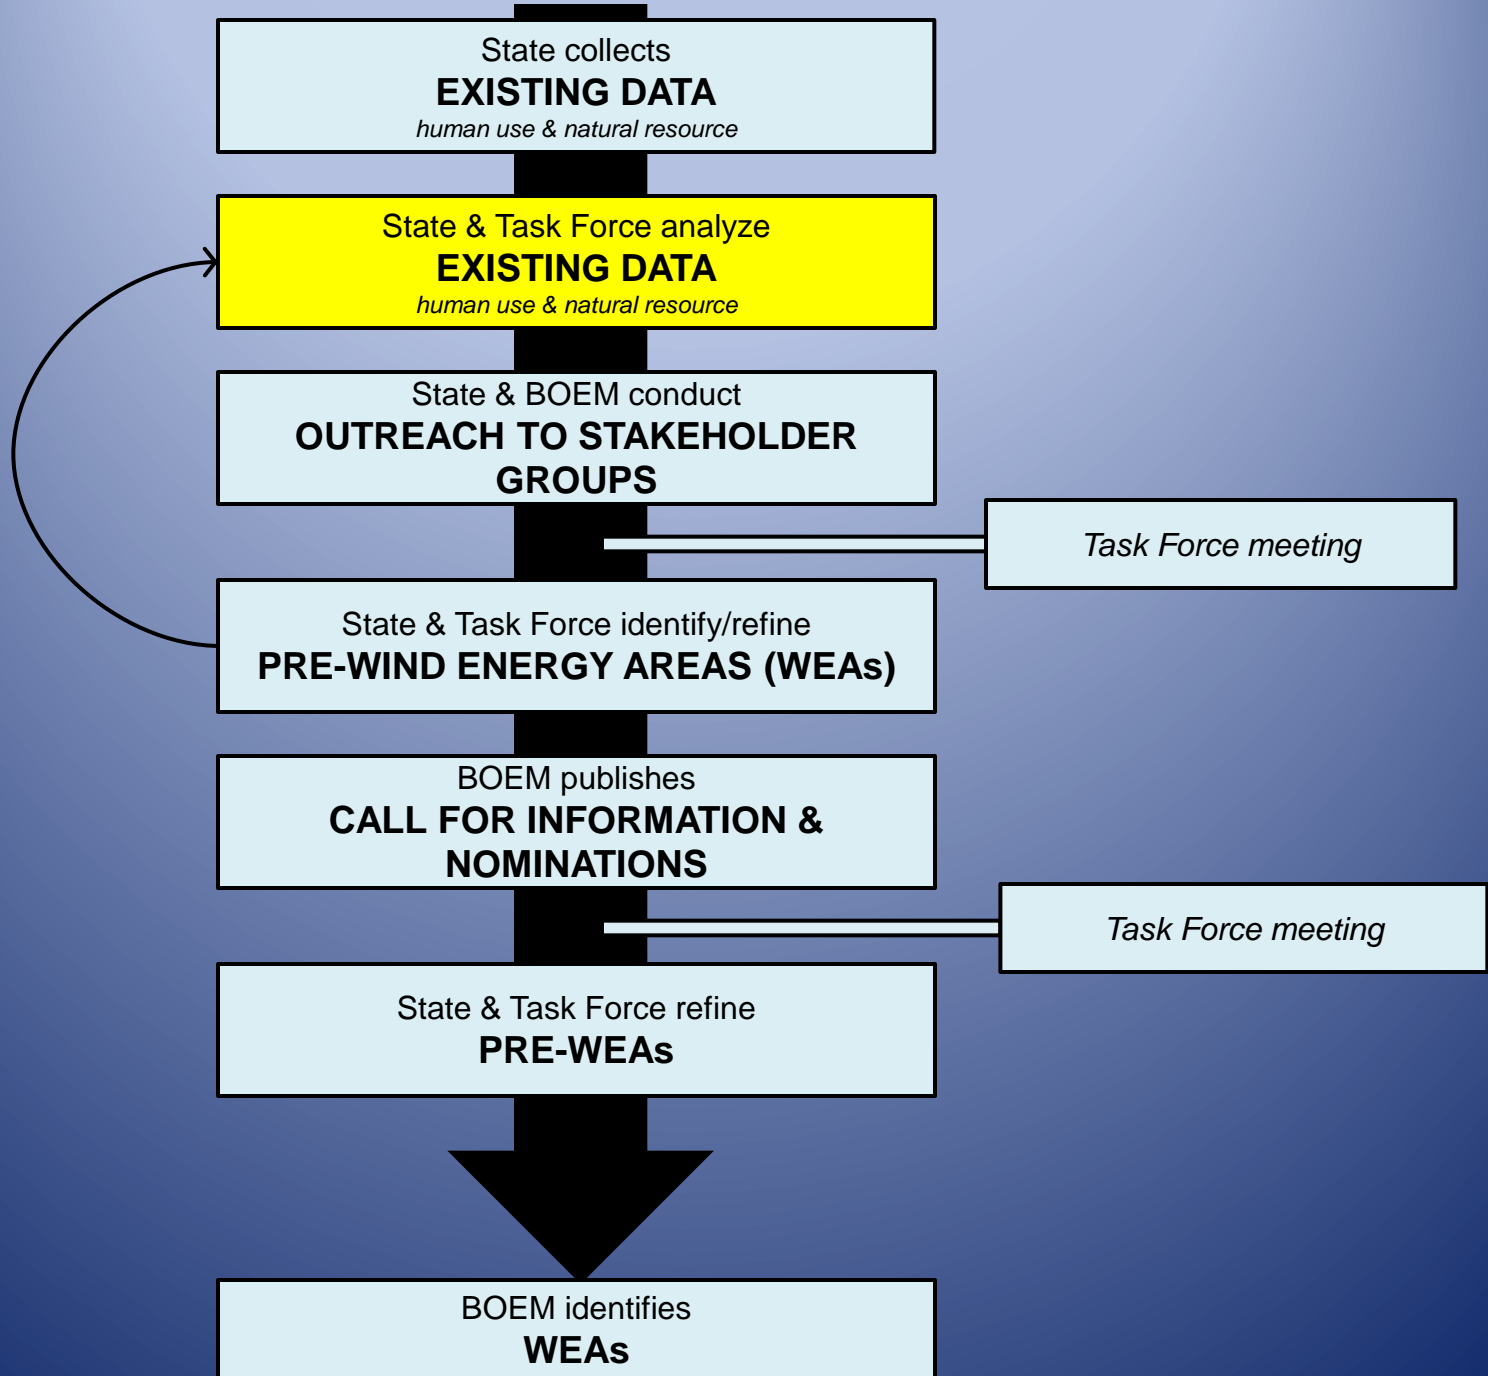 State collects
EXISTING DATA
human use & natural resource
State & Task Force analyze
EXISTING DATA
human use & natural resource
State & BOEM conduct
OUTREACH TO STAKEHOLDER
GROUPS
Task Force meeting
State & Task Force identify/refine
PRE-WIND ENERGY AREAS (WEAs)
BOEM publishes
CALL FOR INFORMATION &
NOMINATIONS
Task Force meeting
State & Task Force refine
PRE-WEAs
BOEM identifies
WEAs